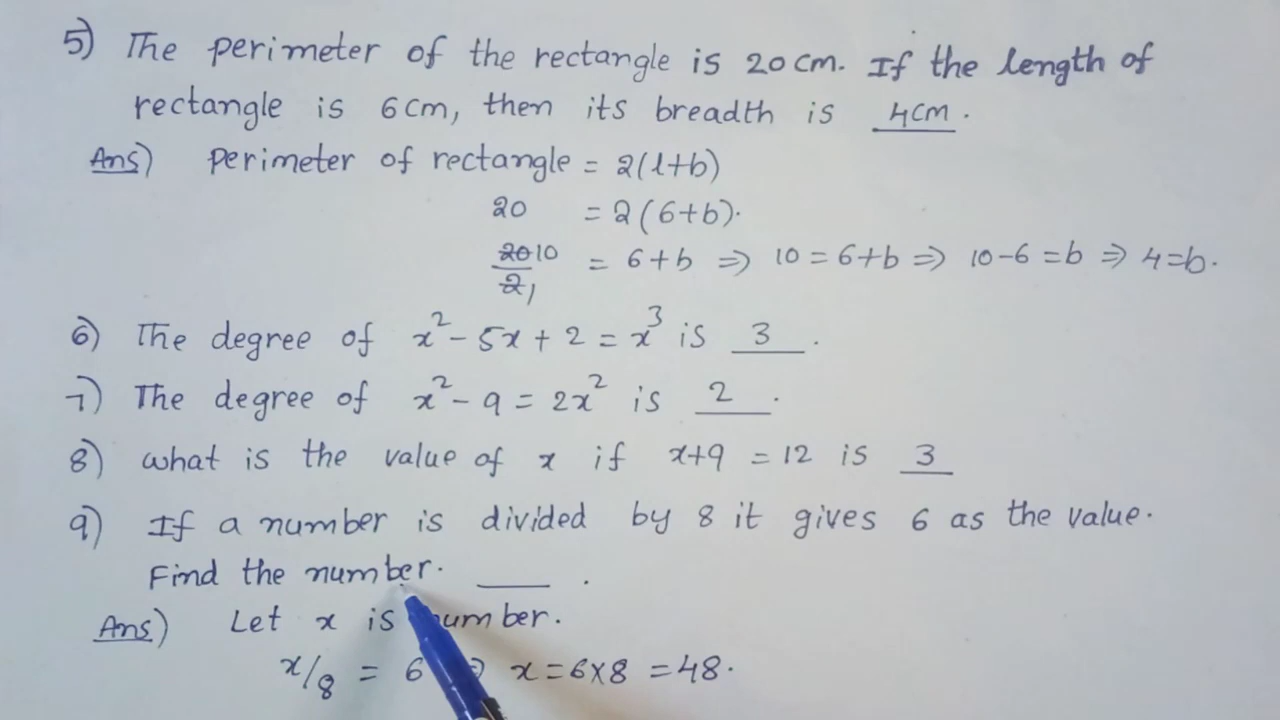 5) The perimeter of the rectangle is 20cm. If the length of
rectangle is 6cm, then its breadth is 4cm.
Ans) Perimeter of rectangle = 2(l+b)
20 = 2(6+b).
20 10/2 1 = 6+b ⇒ 10=6+b ⇒ 10-6=b ⇒ 4=b.
6) The degree of x²-5x+2=x³ is 3.
7) The degree of x²-9=2x² is 2.
8) what is the value of x if x+9=12 is 3
9) If a number is divided by 8 it gives 6 as the value.
Find the number. ____ .
Ans) Let x is number.
x/8 = 6 ⇒ x=6×8=48.